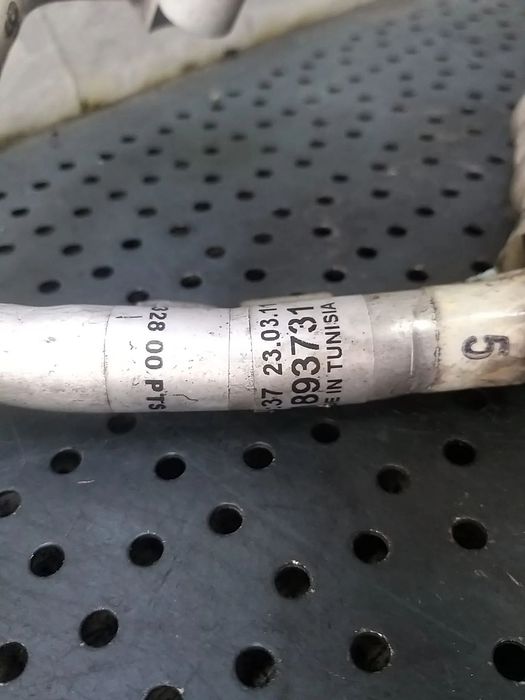 328 00 PTS
:37 23.03.11
893731
E IN TUNISIA
5